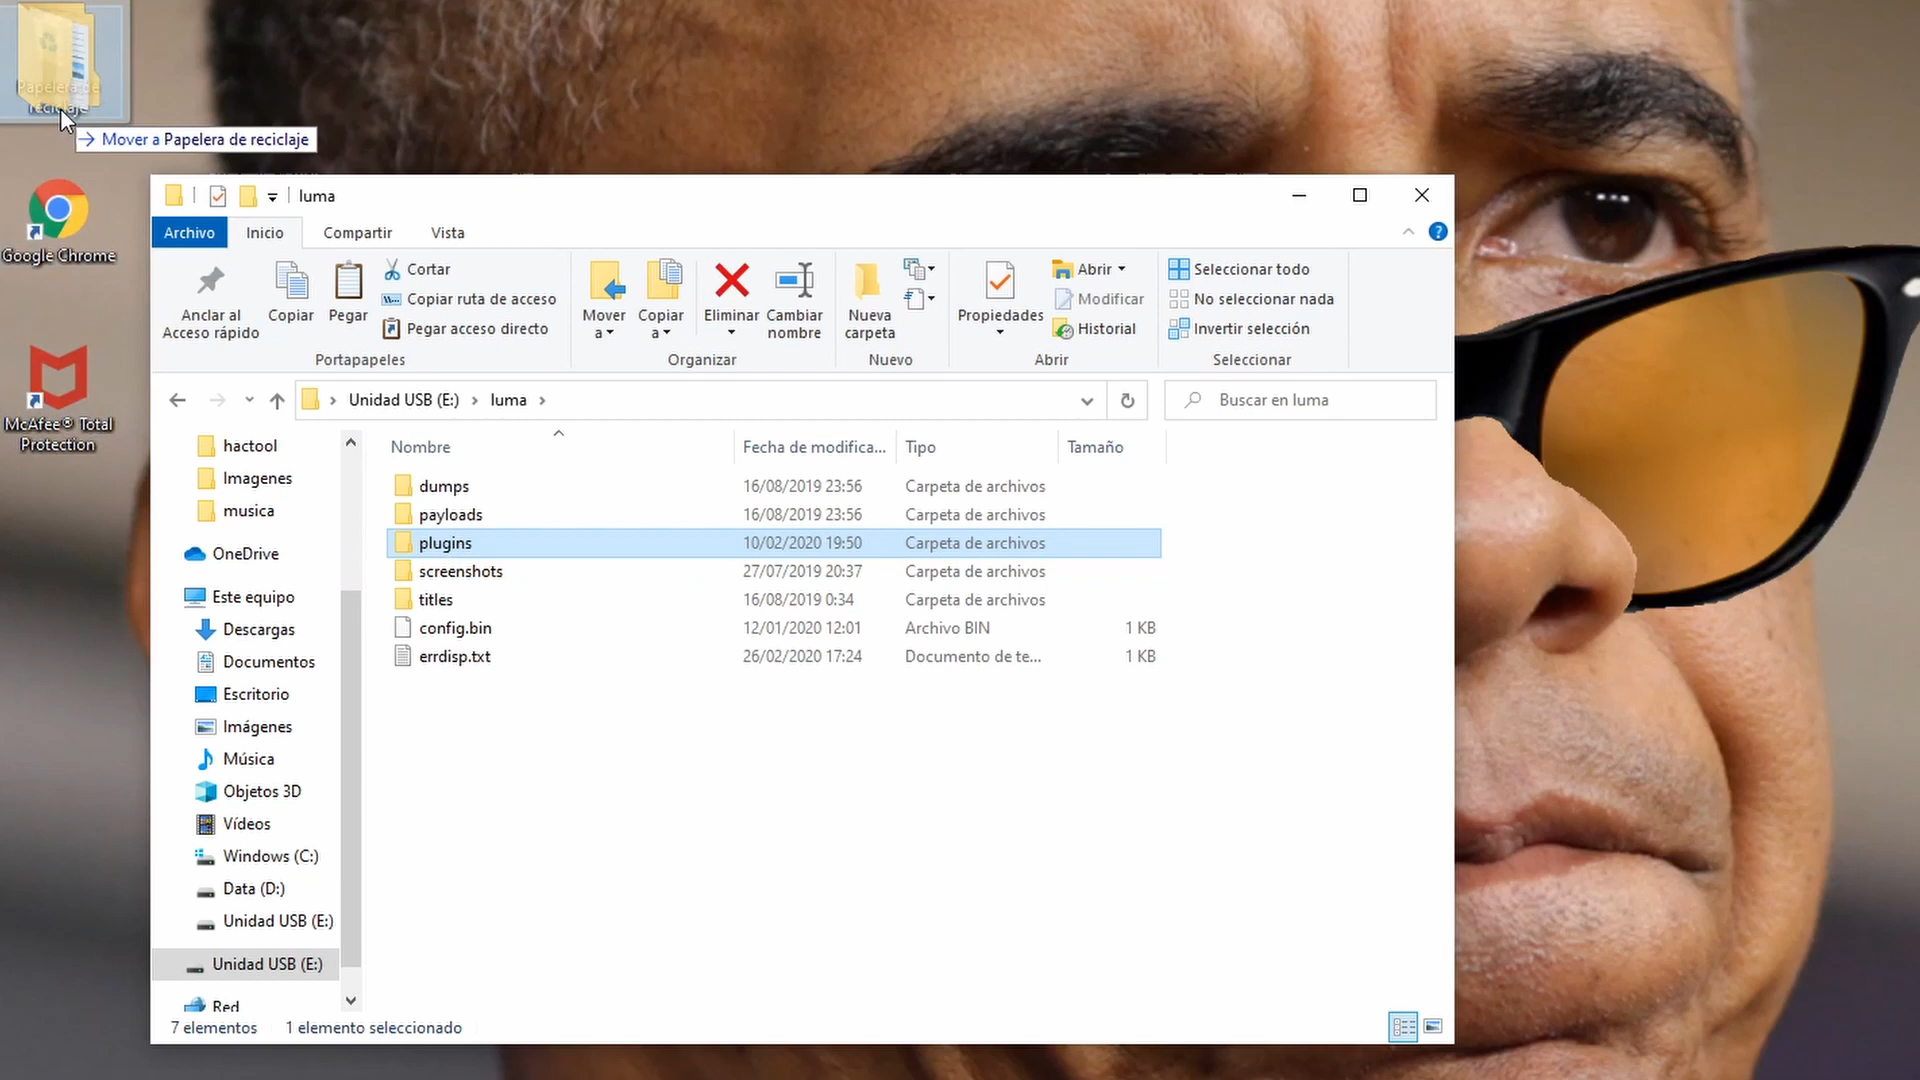 Papelera de
reciclaje
Mover a Papelera de reciclaje
Google Chrome
McAfee® Total
Protection
luma
Archivo
Inicio
Compartir
Vista
Anclar al
Acceso rápido
Copiar
Pegar
Cortar
Copiar ruta de acceso
Pegar acceso directo
Portapapeles
Mover
a
Copiar
a
Eliminar
Cambiar
nombre
Organizar
Nueva
carpeta
Nuevo
Propiedades
Abrir
Modificar
Historial
Abrir
Seleccionar todo
No seleccionar nada
Invertir selección
Seleccionar
Unidad USB (E:) > luma >
Buscar en luma
Nombre
Fecha de modifica...
Tipo
Tamaño
dumps 16/08/2019 23:56 Carpeta de archivos
payloads 16/08/2019 23:56 Carpeta de archivos
plugins 10/02/2020 19:50 Carpeta de archivos
screenshots 27/07/2019 20:37 Carpeta de archivos
titles 16/08/2019 0:34 Carpeta de archivos
config.bin 12/01/2020 12:01 Archivo BIN 1 KB
errdisp.txt 26/02/2020 17:24 Documento de te... 1 KB
hactool
Imagenes
musica
OneDrive
Este equipo
Descargas
Documentos
Escritorio
Imágenes
Música
Objetos 3D
Vídeos
Windows (C:)
Data (D:)
Unidad USB (E:)
Unidad USB (E:)
Red
7 elementos
1 elemento seleccionado